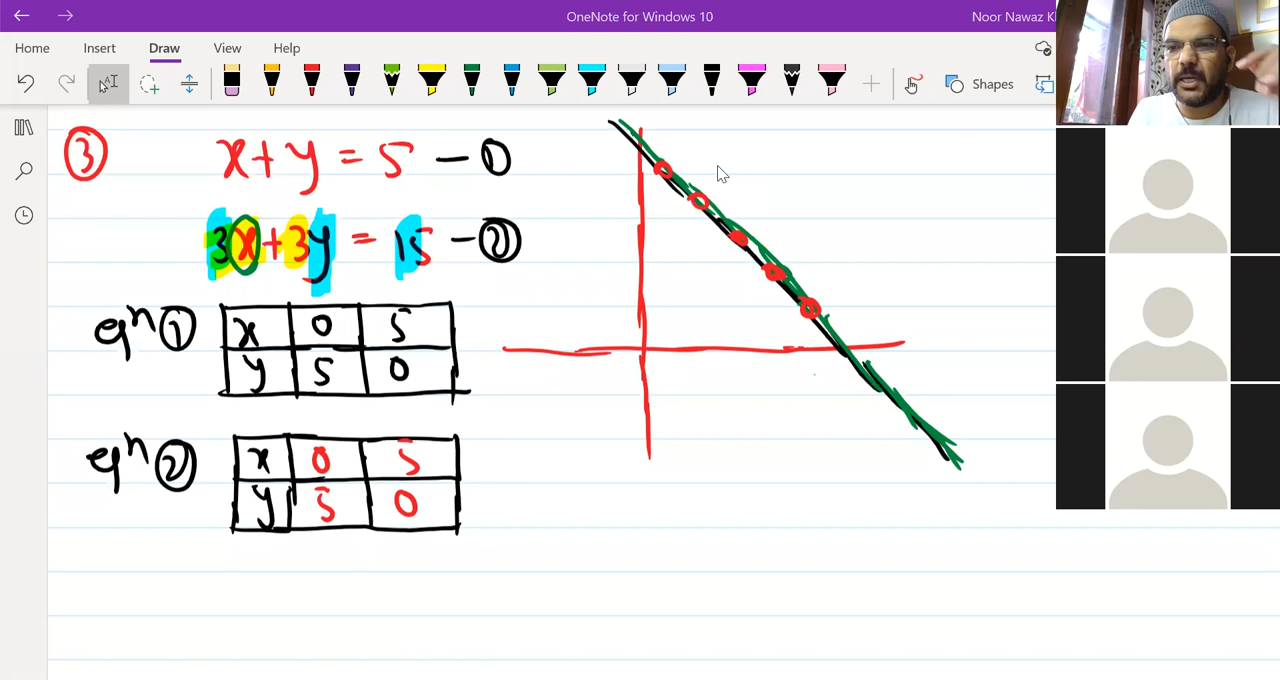 OneNote for Windows 10
Noor Nawaz K
Home Insert Draw View Help
Shapes
③ x+y = 5 — ①
3x+3y = 15 — ②
eqⁿ ① x 0 5
y 5 0
eqⁿ ② x 0 5
y 5 0